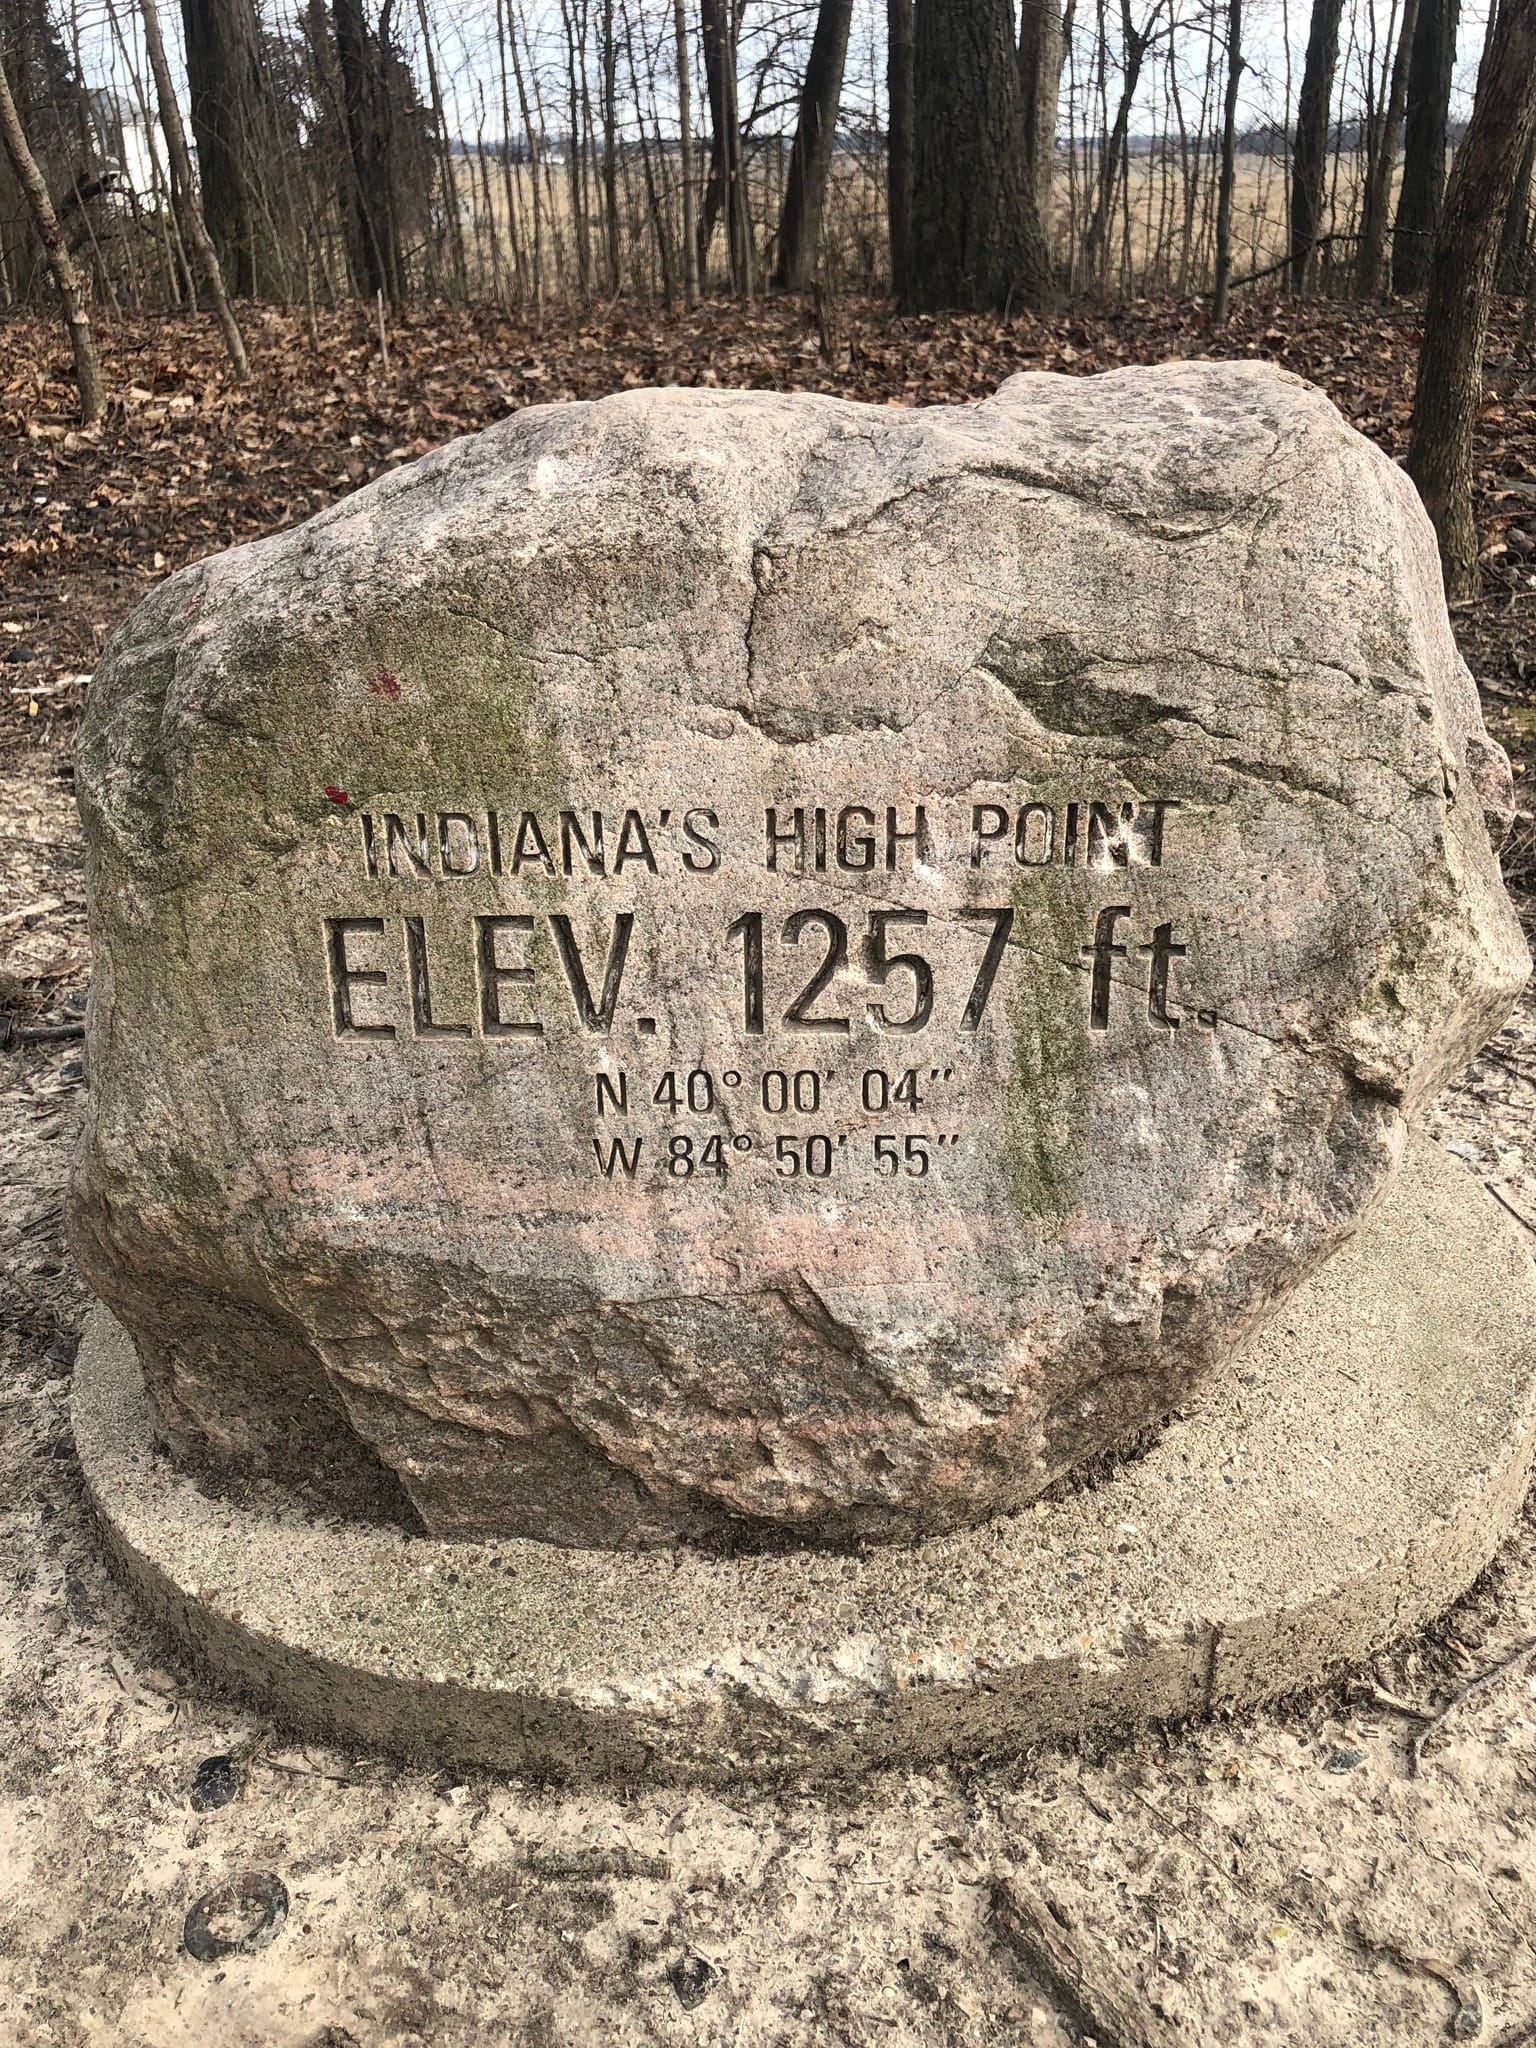 INDIANA'S HIGH POINT
ELEV. 1257 ft.
N 40° 00' 04"
W 84° 50' 55"